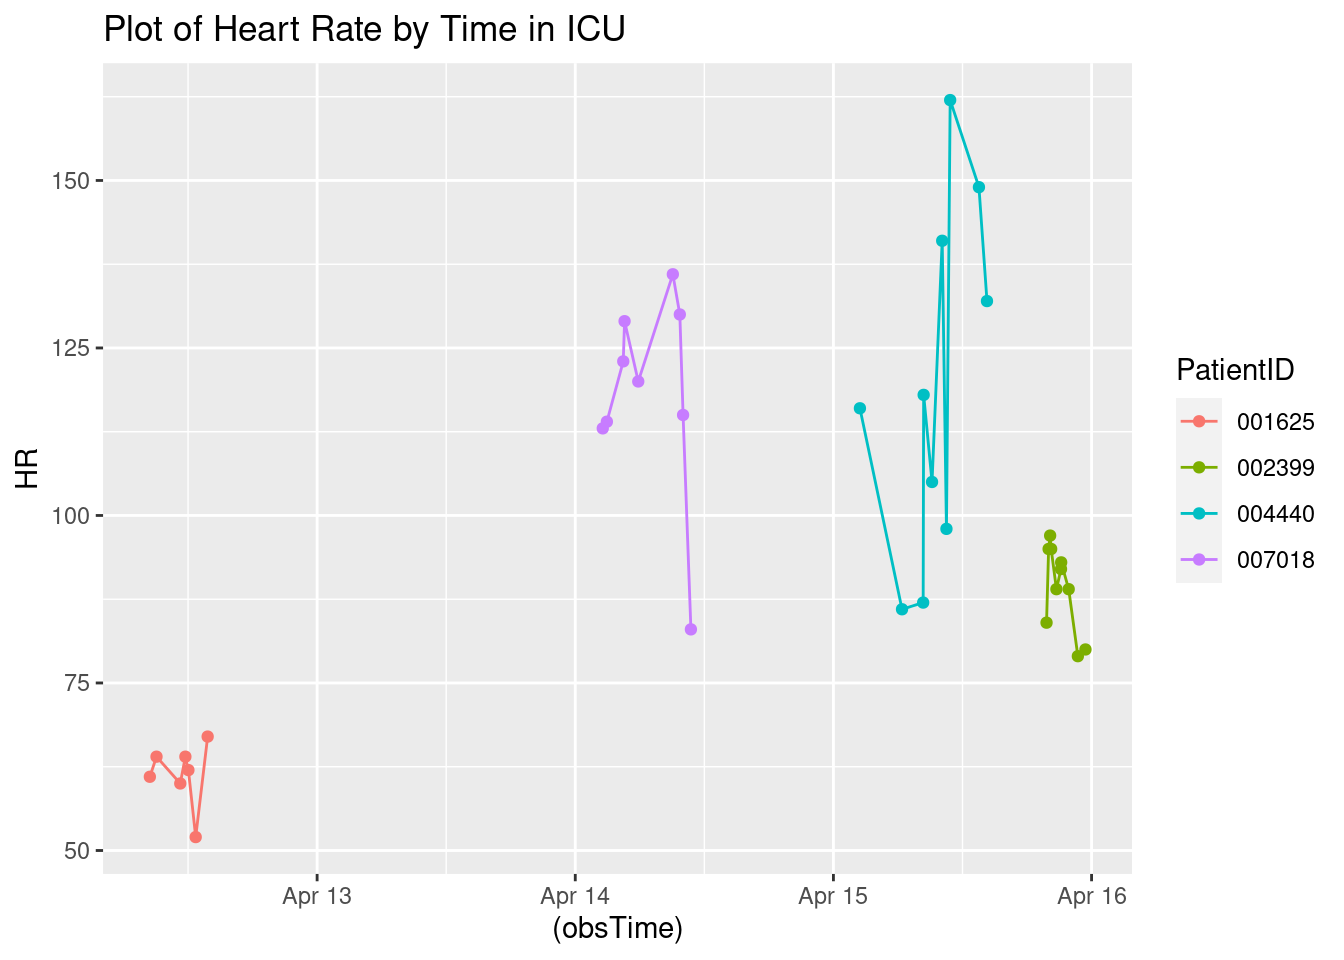 Plot of Heart Rate by Time in ICU
150
125
100
75
50
HR
Apr 13
Apr 14
Apr 15
Apr 16
(obsTime)
PatientID
001625
002399
004440
007018